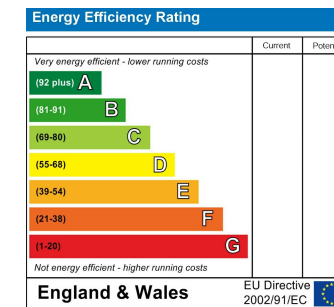 Energy Efficiency Rating
Current Poten
Very energy efficient - lower running costs
(92 plus) A
(81-91) B
(69-80) C
(55-68) D
(39-54) E
(21-38) F
(1-20) G
Not energy efficient - higher running costs
England & Wales
EU Directive
2002/91/EC